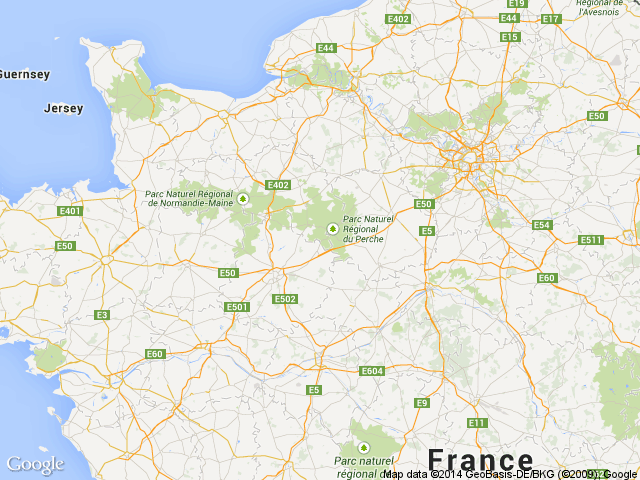 E19
Régional de
l'Avesnois
E402
E44
E17
E44
E15
Guernsey
Jersey
E50
E402
Parc Naturel Régional
de Normandie-Maine
E401
E50
Parc Naturel
Régional
du Perche
E50
E5
E54
E511
E50
E60
E501
E502
E3
E60
E604
E5
E9
E11
Parc naturel
régional de
France
Google
Map data ©2014 GeoBasis-DE/BKG (©2009), Google